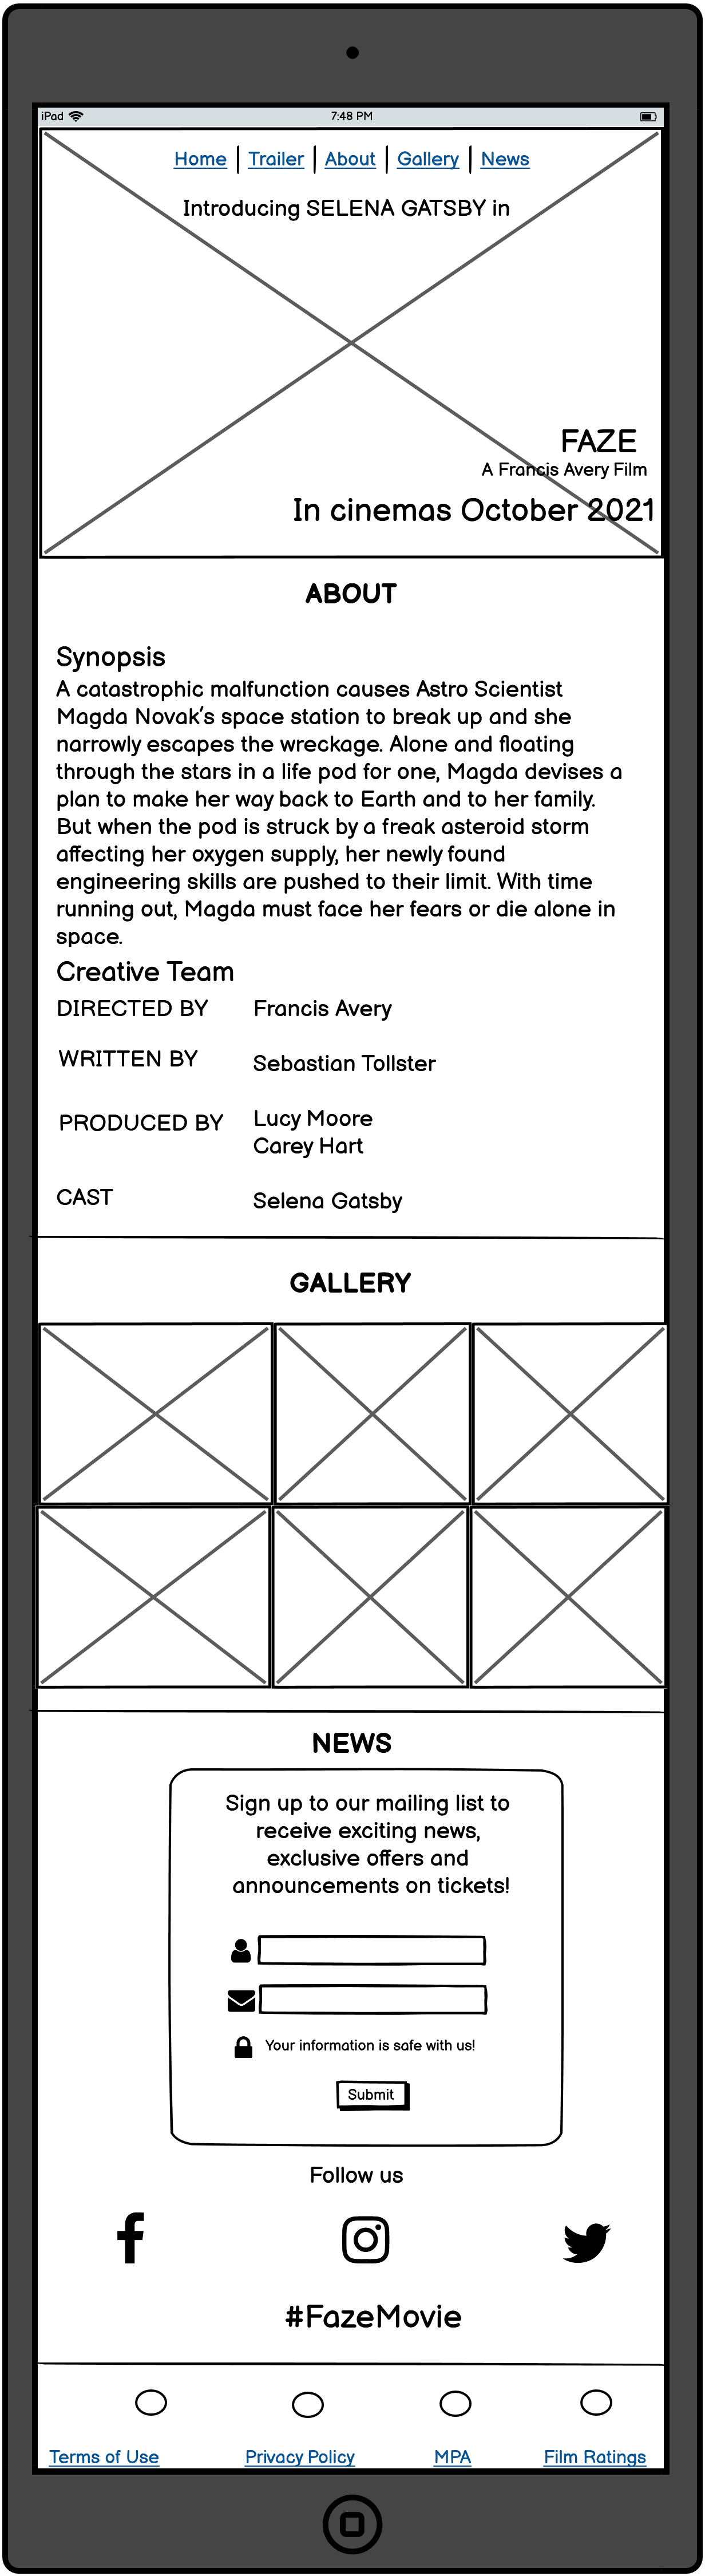 iPad 7:48 PM
Home | Trailer | About | Gallery | News
Introducing SELENA GATSBY in
FAZE
A Francis Avery Film
In cinemas October 2021
ABOUT
Synopsis
A catastrophic malfunction causes Astro Scientist
Magda Novak's space station to break up and she
narrowly escapes the wreckage. Alone and floating
through the stars in a life pod for one, Magda devises a
plan to make her way back to Earth and to her family.
But when the pod is struck by a freak asteroid storm
affecting her oxygen supply, her newly found
engineering skills are pushed to their limit. With time
running out, Magda must face her fears or die alone in
space.
Creative Team
DIRECTED BY Francis Avery
WRITTEN BY Sebastian Tollster
PRODUCED BY Lucy Moore
Carey Hart
CAST Selena Gatsby
GALLERY
NEWS
Sign up to our mailing list to
receive exciting news,
exclusive offers and
announcements on tickets!
Your information is safe with us!
Submit
Follow us
#FazeMovie
Terms of Use Privacy Policy MPA Film Ratings